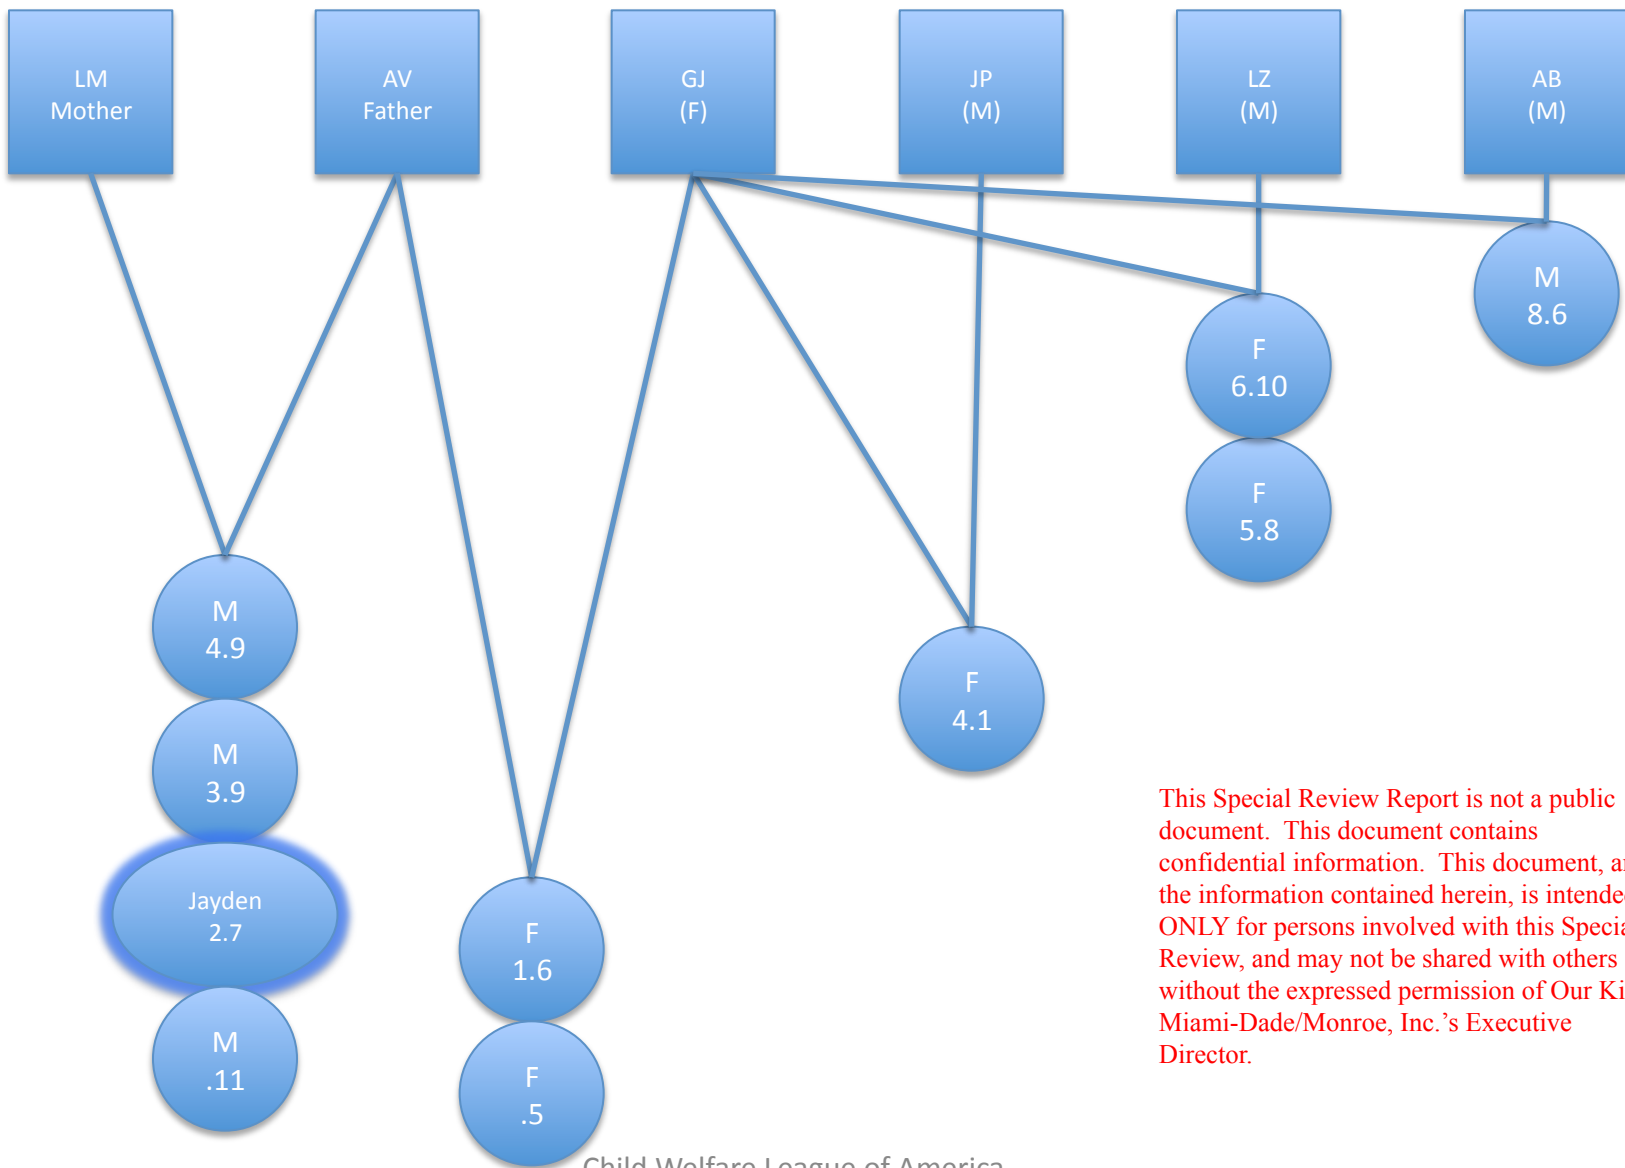 LM
Mother
AV
Father
GJ
(F)
JP
(M)
LZ
(M)
AB
(M)
M
8.6
F
6.10
F
5.8
M
4.9
F
4.1
M
3.9
Jayden
2.7
F
1.6
M
.11
F
.5
This Special Review Report is not a public
document. This document contains
confidential information. This document,
the information contained herein, is
ONLY for persons involved with this
Review, and may not be shared with others
without the expressed permission of Our
Miami-Dade/Monroe, Inc.'s Executive
Director.
Child Welfare League of America